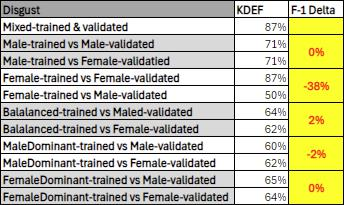 Disgust KDEF F-1 Delta
Mixed-trained & validated 87%
Male-trained vs Male-validated 71%
0%
Male-trained vs Female-validatied 71%
Female-trained vs Female-validated 87%
-38%
Female-trained vs Male-validated 50%
Balalanced-trained vs Maled-validated 64%
2%
Balalanced-trained vs Female-validated 62%
MaleDominant-trained vs Male-validated 60%
-2%
MaleDominant-trained vs Female-validated 62%
FemaleDominant-trained vs Male-validated 65%
0%
FemaleDominant-trained vs Female-validated 64%